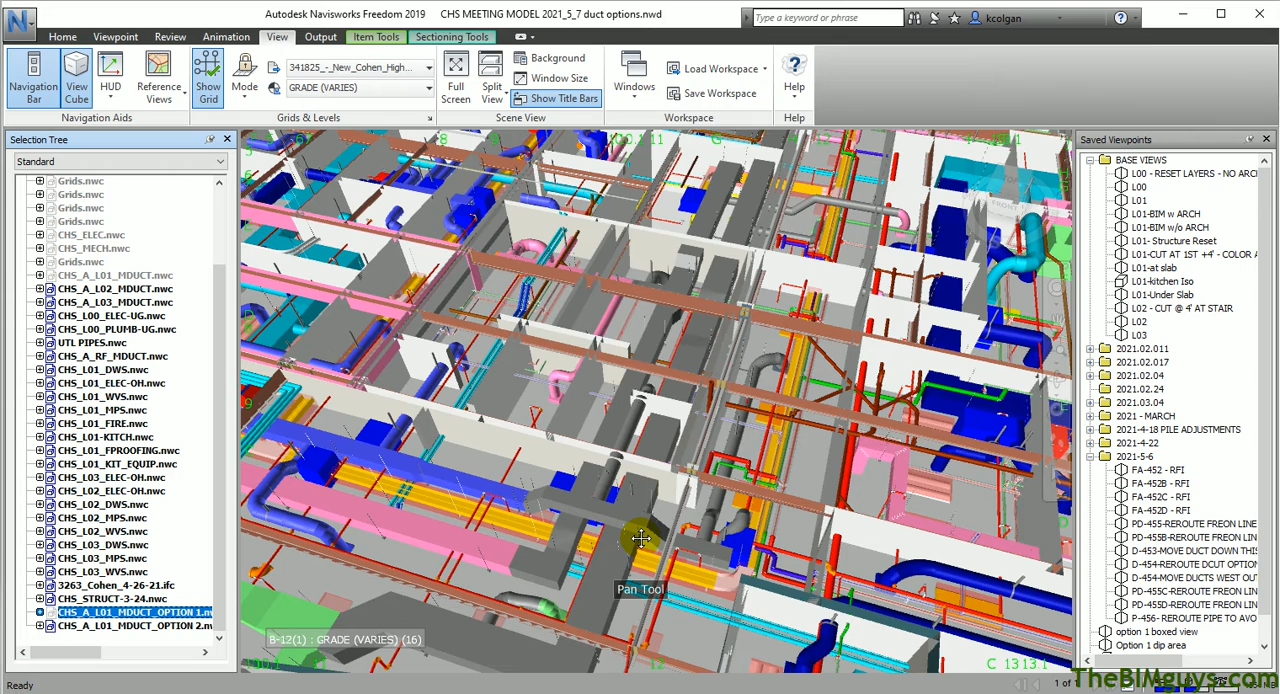 Autodesk Navisworks Freedom 2019 CHS MEETING MODEL 2021_5_7 duct options.nwd
Type a keyword or phrase
kcolgan
Home Viewpoint Review Animation View Output Item Tools Sectioning Tools
Navigation Bar
View Cube
HUD
Reference Views
Navigation Aids
Show Grid
Mode
341825_-_New_Cohen_High...
GRADE (VARIES)
Grids & Levels
Full Screen
Split View
Background
Window Size
Show Title Bars
Scene View
Windows
Load Workspace
Save Workspace
Workspace
Help
Help
Selection Tree
Standard
Grids.nwc
Grids.nwc
Grids.nwc
Grids.nwc
CHS_ELEC.nwc
CHS_MECH.nwc
Grids.nwc
CHS_A_L01_MDUCT.nwc
CHS_A_L02_MDUCT.nwc
CHS_A_L03_MDUCT.nwc
CHS_L00_ELEC-UG.nwc
CHS_L00_PLUMB-UG.nwc
UTL PIPES.nwc
CHS_A_RF_MDUCT.nwc
CHS_L01_DWS.nwc
CHS_L01_ELEC-OH.nwc
CHS_L01_WVS.nwc
CHS_L01_MPS.nwc
CHS_L01_FIRE.nwc
CHS_L01-KITCH.nwc
CHS_L01_FPROOFING.nwc
CHS_L01_KIT_EQUIP.nwc
CHS_L03_ELEC-OH.nwc
CHS_L02_ELEC-OH.nwc
CHS_L02_DWS.nwc
CHS_L02_MPS.nwc
CHS_L02_WVS.nwc
CHS_L03_DWS.nwc
CHS_L03_MPS.nwc
CHS_L03_WVS.nwc
3263_Cohen_4-26-21.ifc
CHS_STRUCT-3-24.nwc
CHS_A_L01_MDUCT_OPTION 1.nw
CHS_A_L01_MDUCT_OPTION 2.nw
Pan Tool
B-12(1) : GRADE (VARIES) (16)
12
C 13 13.1
Saved Viewpoints
BASE VIEWS
L00 - RESET LAYERS - NO ARC
L00
L01
L01-BIM w ARCH
L01-BIM w/o ARCH
L01- Structure Reset
L01-CUT AT 1ST +4' - COLOR A
L01-at slab
L01-kitchen Iso
L01-Under Slab
L02 - CUT @ 4' AT STAIR
L02
L03
2021.02.011
2021.02.017
2021.02.04
2021.02.24
2021.03.04
2021 - MARCH
2021-4-18 PILE ADJUSTMENTS
2021-4-22
2021-5-6
FA-452 - RFI
FA-452B - RFI
FA-452C - RFI
FA-452D - RFI
PD-455-REROUTE FREON LINE
PD-455B-REROUTE FREON LIN
D-453-MOVE DUCT DOWN THIS
D-454-REROUTE DCUT OPTION
D-454-MOVE DUCTS WEST OUT
PD-455C-REROUTE FREON LIN
PD-455D-REROUTE FREON LIN
P-456 - REROUTE PIPE TO AVO
option 1 boxed view
Option 1 dip area
Ready
1 of 1
TheBIMguys.com